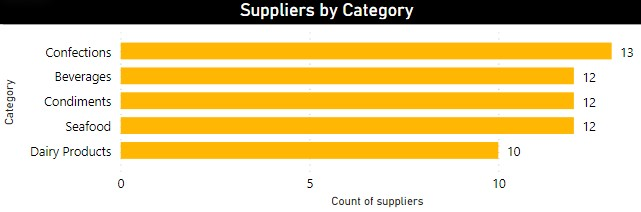 Suppliers by Category
Category
Confections 13
Beverages 12
Condiments 12
Seafood 12
Dairy Products 10
0 5 10
Count of suppliers